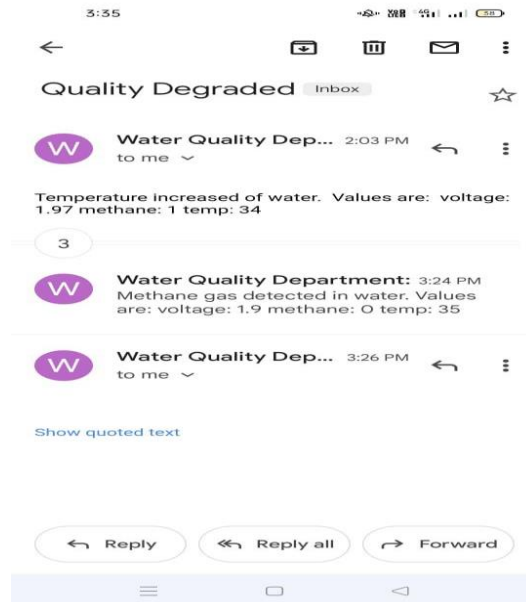 3:35
4G
38
Quality Degraded Inbox
W
Water Quality Dep... 2:03 PM
to me
Temperature increased of water. Values are: voltage:
1.97 methane: 1 temp: 34
3
W
Water Quality Department: 3:24 PM
Methane gas detected in water. Values
are: voltage: 1.9 methane: 0 temp: 35
W
Water Quality Dep... 3:26 PM
to me
Show quoted text
Reply Reply all Forward